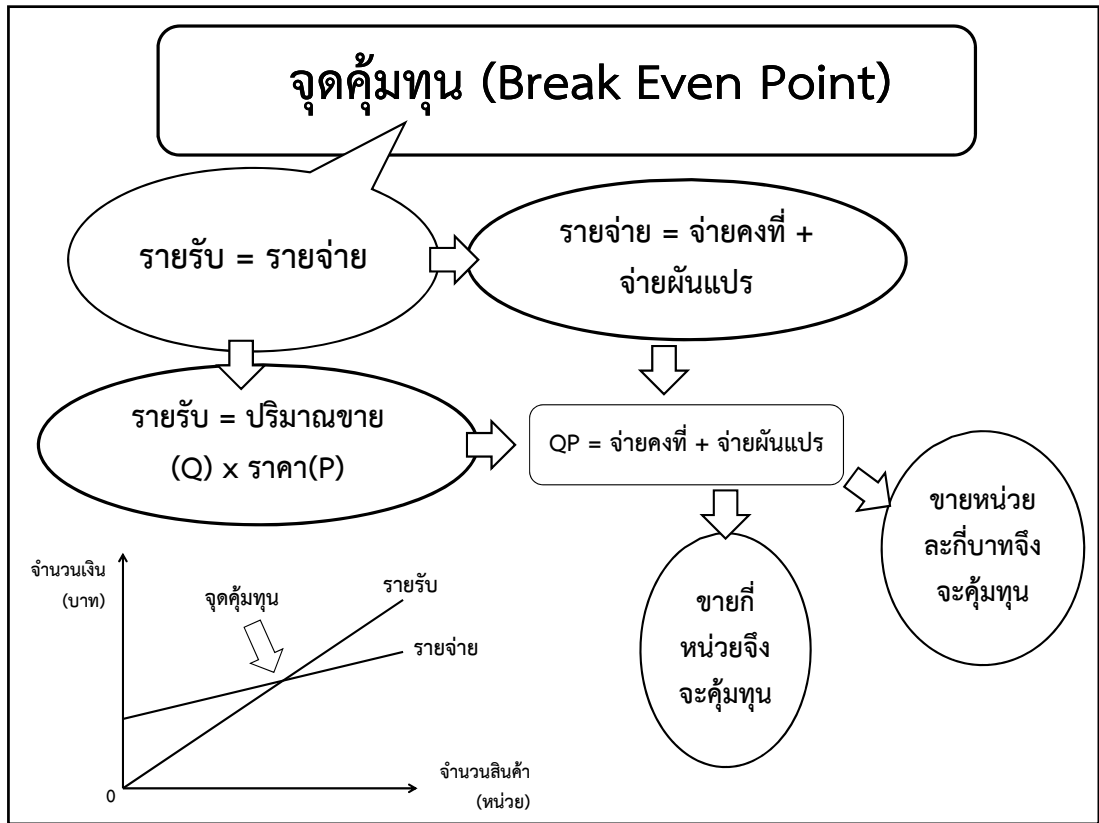 จุดคุ้มทุน (Break Even Point)
รายรับ = รายจ่าย
รายจ่าย = จ่ายคงที่ +
จ่ายผันแปร
รายรับ = ปริมาณขาย
(Q) x ราคา(P)
QP = จ่ายคงที่ + จ่ายผันแปร
ขายหน่วย
ละกี่บาทจึง
จะคุ้มทุน
ขายกี่
หน่วยจึง
จะคุ้มทุน
จำนวนเงิน
(บาท)
จุดคุ้มทุน
รายรับ
รายจ่าย
0
จำนวนสินค้า
(หน่วย)